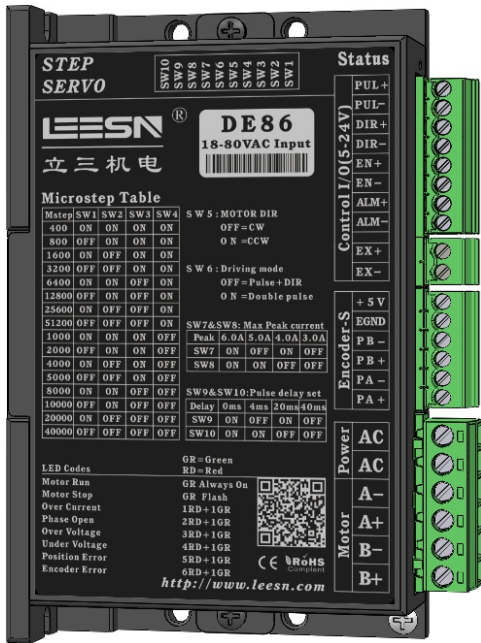 STEP
SERVO
SW10
SW9
SW8
SW7
SW6
SW5
SW4
SW3
SW2
SW1
Status
LEESN ®
立三机电
DE86
18-80VAC Input
Microstep Table
Mstep SW1 SW2 SW3 SW4
400 ON ON ON ON
800 OFF ON ON ON
1600 ON OFF ON ON
3200 OFF OFF ON ON
6400 ON ON OFF ON
12800 OFF ON OFF ON
25600 ON OFF OFF ON
51200 OFF OFF OFF ON
1000 ON ON ON OFF
2000 OFF ON ON OFF
4000 ON OFF ON OFF
5000 OFF OFF ON OFF
8000 ON ON OFF OFF
10000 OFF ON OFF OFF
20000 ON OFF OFF OFF
40000 OFF OFF OFF OFF
SW5: MOTOR DIR
OFF=CW
ON =CCW
SW6: Driving mode
OFF=Pulse+DIR
ON =Double pulse
SW7&SW8: Max Peak current
Peak 6.0A 5.0A 4.0A 3.0A
SW7 ON OFF ON OFF
SW8 ON ON OFF OFF
SW9&SW10:Pulse delay set
Delay 0ms 4ms 20ms 40ms
SW9 ON OFF ON OFF
SW10 ON ON OFF OFF
LED Codes
GR=Green
RD=Red
Motor Run GR Always On
Motor Stop GR Flash
Over Current 1RD+1GR
Phase Open 2RD+1GR
Over Voltage 3RD+1GR
Under Voltage 4RD+1GR
Position Error 5RD+1GR
Encoder Error 6RD+1GR
CE RoHS
Compliant
http://www.leesn.com
Control I/O(5-24V)
PUL+
PUL-
DIR+
DIR-
EN+
EN-
ALM+
ALM-
EX+
EX-
Encoder-S
+5V
EGND
PB-
PB+
PA-
PA+
Power
AC
AC
Motor
A-
A+
B-
B+